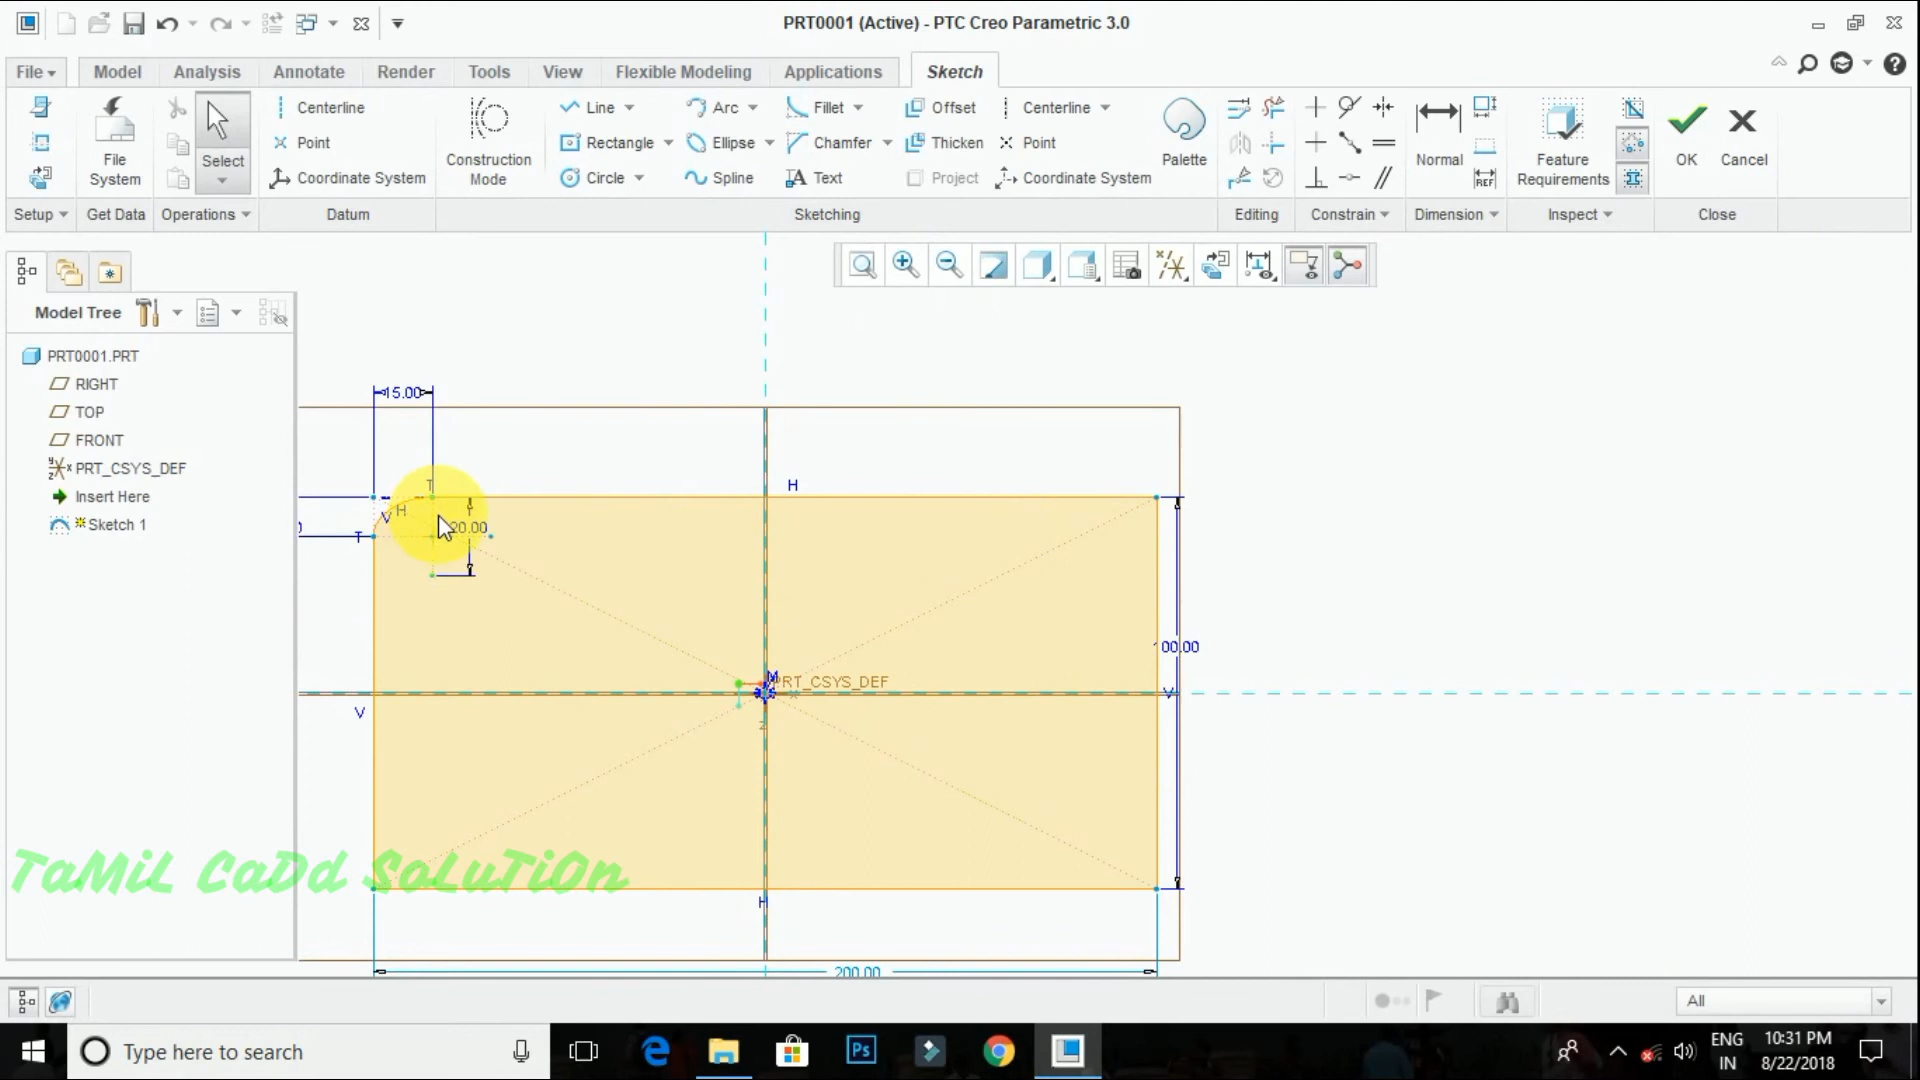 PRT0001 (Active) - PTC Creo Parametric 3.0
File Model Analysis Annotate Render Tools View Flexible Modeling Applications Sketch
Centerline Line Arc Fillet Offset Centerline
Point Rectangle Ellipse Chamfer Thicken Point
Coordinate System Circle Spline Text Project Coordinate System
File System
Select
Construction Mode
Palette
Normal
REF
Feature Requirements
OK
Cancel
Setup Get Data Operations Datum Sketching Editing Constrain Dimension Inspect Close
Model Tree
PRT0001.PRT
RIGHT
TOP
FRONT
PRT_CSYS_DEF
Insert Here
Sketch 1
15.00
T
H
V
H
20.00
T
100.00
M
PRT_CSYS_DEF
V
V
Z
H
200.00
TaMiL CaDd SoLuTiOn
All
Type here to search
Ps
ENG
IN
10:31 PM
8/22/2018